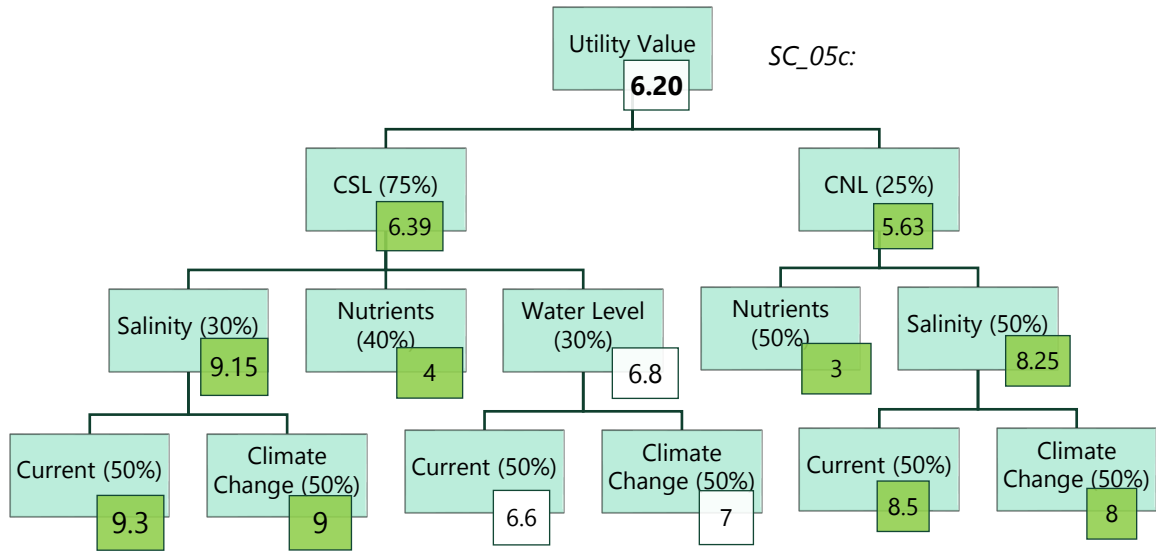 Utility Value
6.20
SC_05c:
CSL (75%)
6.39
CNL (25%)
5.63
Salinity (30%)
9.15
Nutrients
(40%)
4
Water Level
(30%)
6.8
Nutrients
(50%)
3
Salinity (50%)
8.25
Current (50%)
9.3
Climate
Change (50%)
9
Current (50%)
6.6
Climate
Change (50%)
7
Current (50%)
8.5
Climate
Change (50%)
8